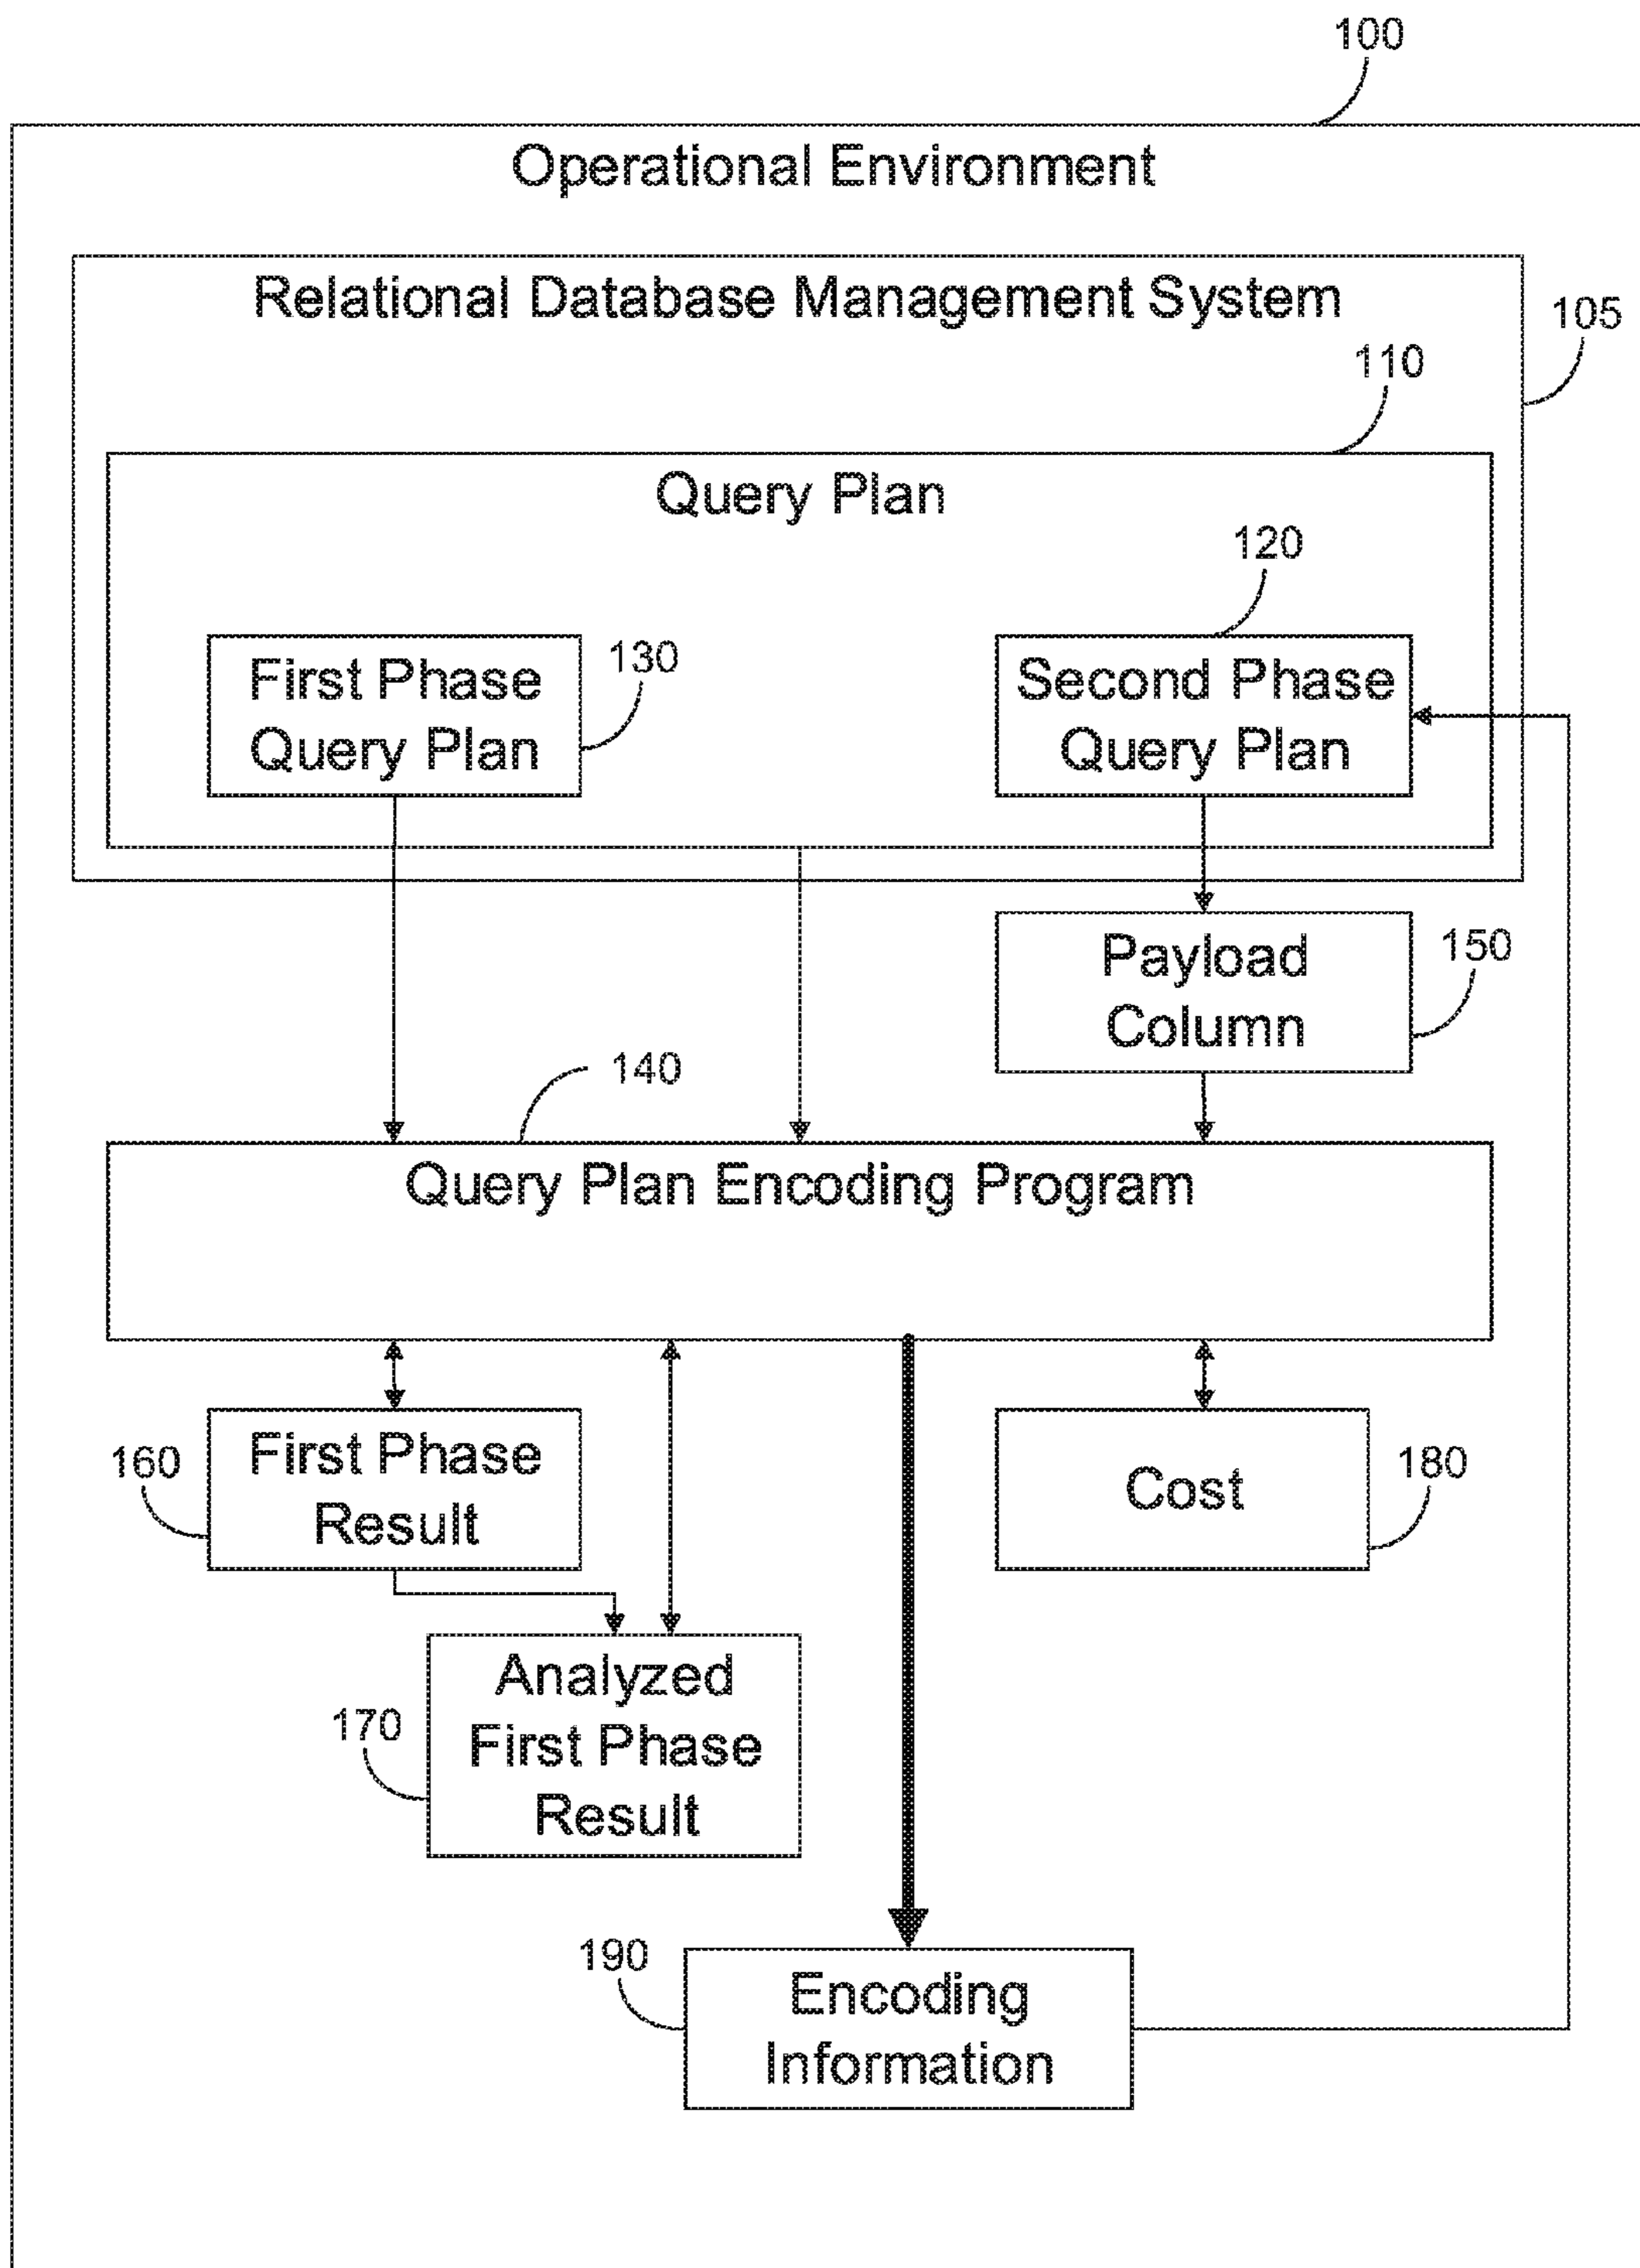 100
Operational Environment
Relational Database Management System
105
110
Query Plan
120
First Phase
Query Plan
130
Second Phase
Query Plan
Payload
Column
150
140
Query Plan Encoding Program
160
First Phase
Result
Cost
180
Analyzed
First Phase
Result
170
190
Encoding
Information